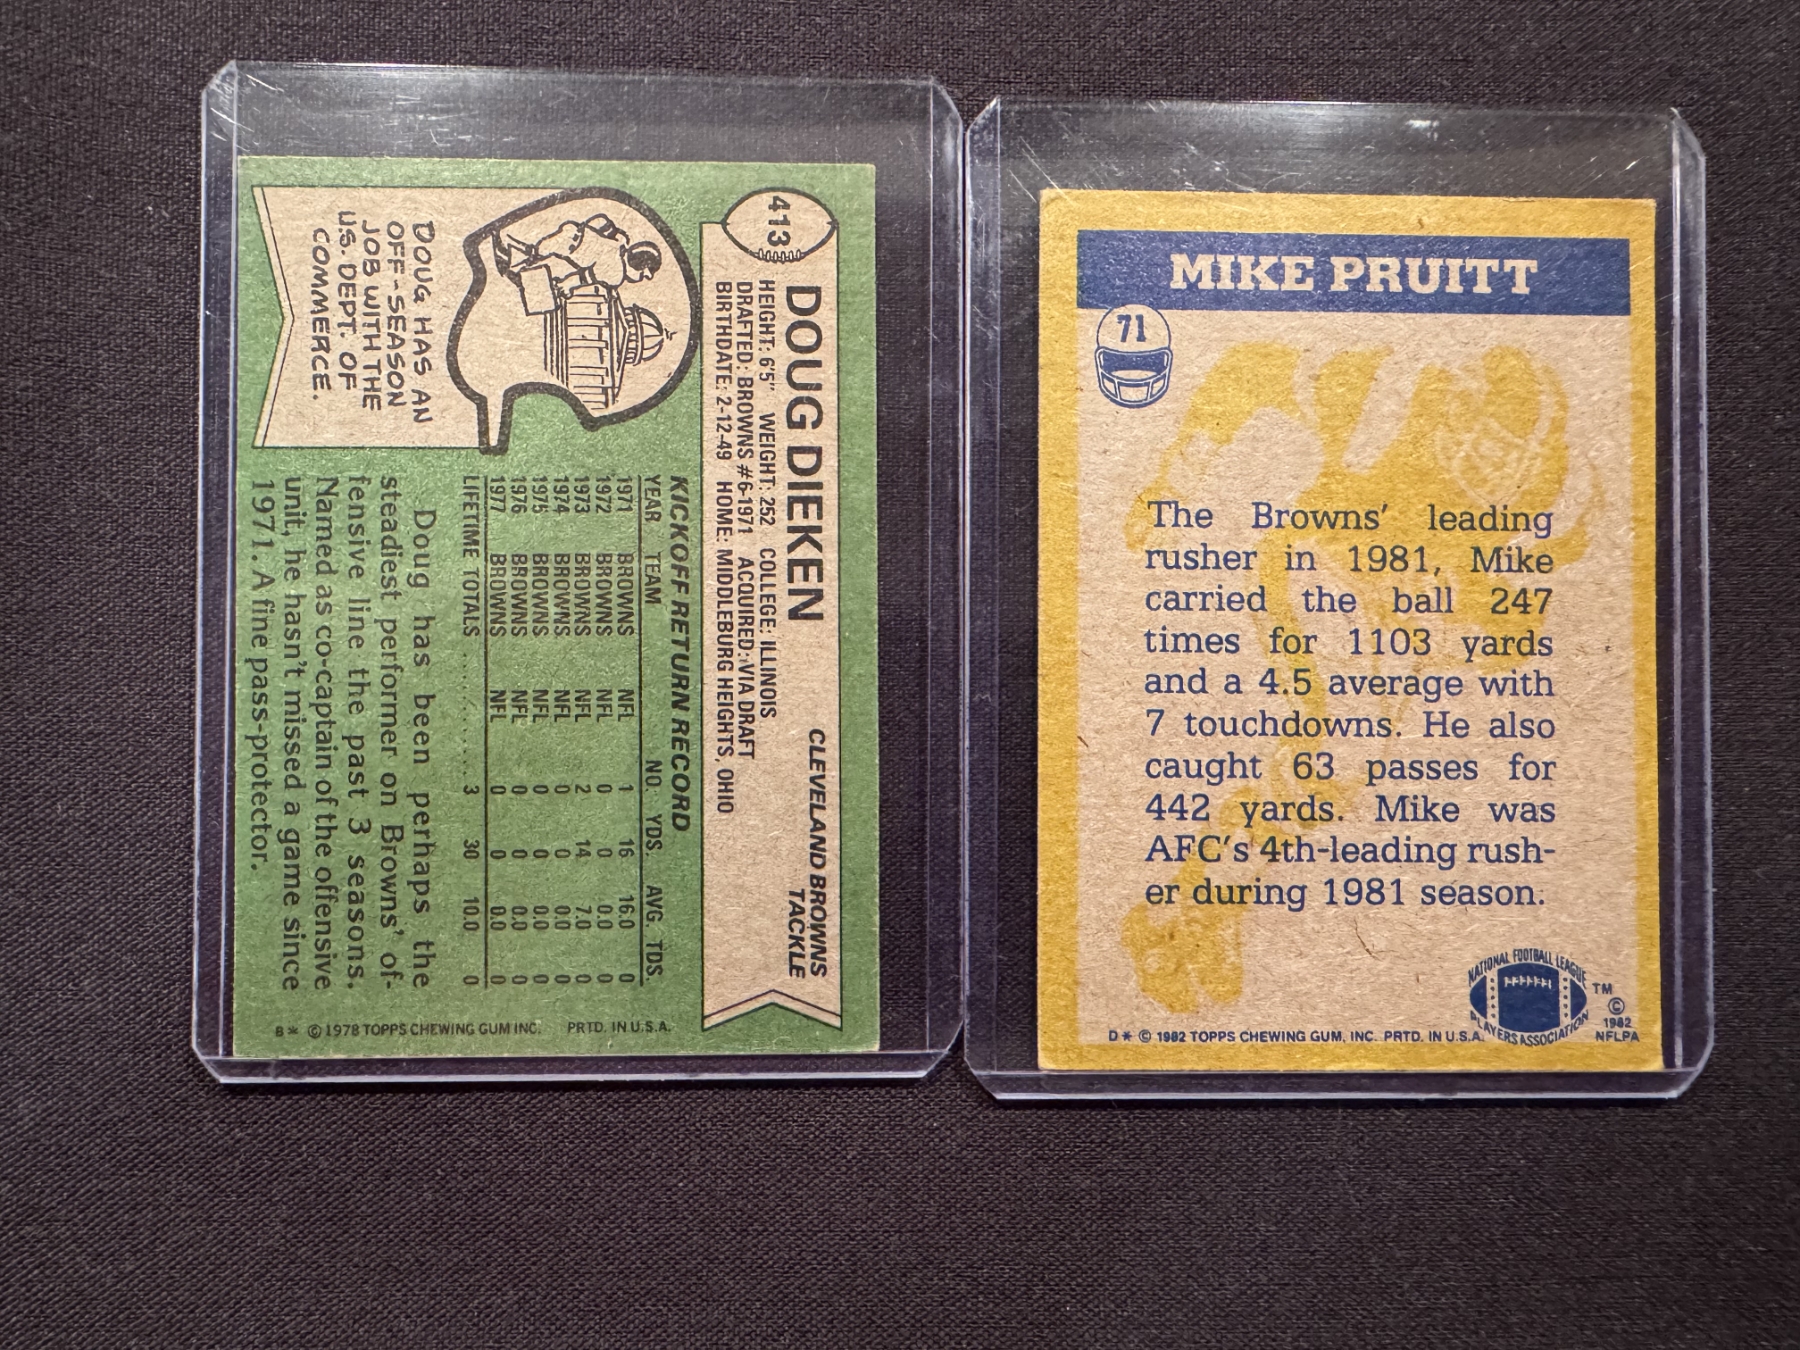 413
DOUG DIEKEN
CLEVELAND BROWNS
TACKLE
HEIGHT: 6'5" WEIGHT: 252 COLLEGE: ILLINOIS
DRAFTED: BROWNS #6-1971 ACQUIRED: VIA DRAFT
BIRTHDATE: 2-12-49 HOME: MIDDLEBURG HEIGHTS, OHIO
KICKOFF RETURN RECORD
YEAR TEAM NO. YDS. AVG. TDS.
1971 BROWNS NFL 1 16 16.0 0
1972 BROWNS NFL 0 0 0.0 0
1973 BROWNS NFL 2 14 7.0 0
1974 BROWNS NFL 0 0 0.0 0
1975 BROWNS NFL 0 0 0.0 0
1976 BROWNS NFL 0 0 0.0 0
1977 BROWNS NFL 0 0 0.0 0
LIFETIME TOTALS .......... 3 30 10.0 0
DOUG HAS AN
OFF-SEASON
JOB WITH THE
U.S. DEPT. OF
COMMERCE.
Doug has been perhaps the
steadiest performer on Browns' of-
fensive line the past 3 seasons.
Named as co-captain of the offensive
unit, he hasn't missed a game since
1971. A fine pass-protector.
B* © 1978 TOPPS CHEWING GUM INC. PRTD. IN U.S.A.
MIKE PRUITT
71
The Browns' leading
rusher in 1981, Mike
carried the ball 247
times for 1103 yards
and a 4.5 average with
7 touchdowns. He also
caught 63 passes for
442 yards. Mike was
AFC's 4th-leading rush-
er during 1981 season.
NATIONAL FOOTBALL LEAGUE
PLAYERS ASSOCIATION
TM
©
1982
NFLPA
D* © 1982 TOPPS CHEWING GUM, INC. PRTD. IN U.S.A.